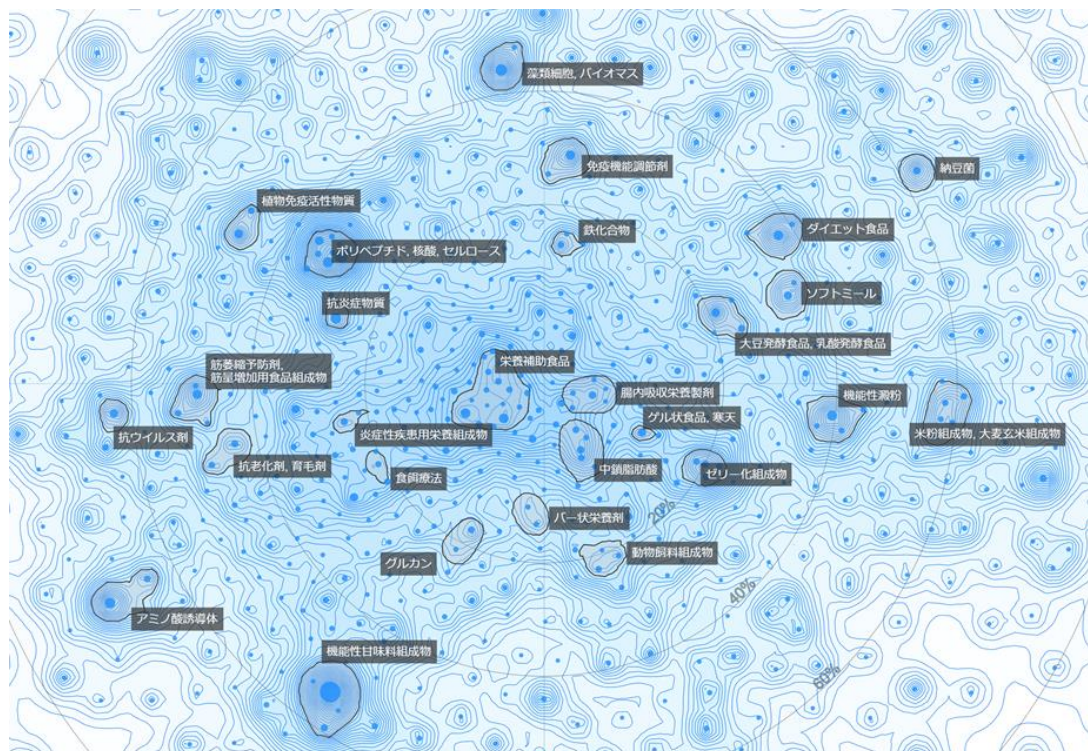 藻類細胞, バイオマス
免疫機能調節剤
納豆菌
植物免疫活性物質
鉄化合物
ダイエット食品
ポリペプチド, 核酸, セルロース
抗炎症物質
ソフトミール
大豆発酵食品, 乳酸発酵食品
筋萎縮予防剤,
筋量増加用食品組成物
栄養補助食品
腸内吸収栄養製剤
機能性澱粉
ゲル状食品, 寒天
抗ウイルス剤
炎症性疾患用栄養組成物
米粉組成物, 大麦玄米組成物
抗老化剤, 育毛剤
食餌療法
中鎖脂肪酸
ゼリー化組成物
20%
バー状栄養剤
グルカン
動物飼料組成物
40%
アミノ酸誘導体
機能性甘味料組成物
60%